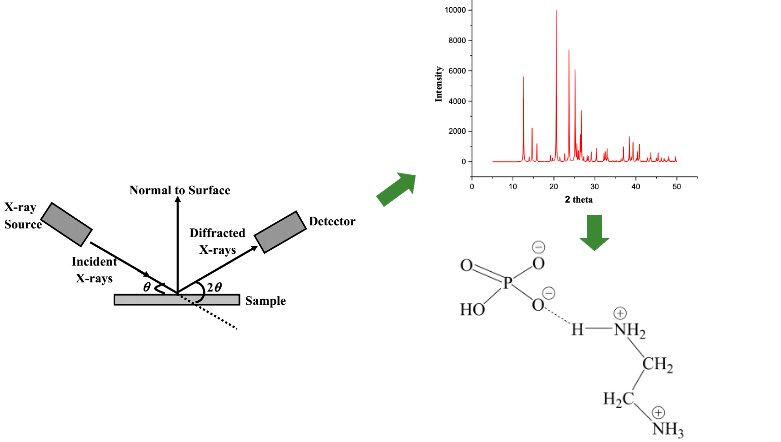 X-ray
Source
Normal to Surface
Detector
Diffracted
X-rays
Incident
X-rays
θ
2θ
Sample
Intensity
10000
8000
6000
4000
2000
0
0 10 20 30 40 50
2 theta
O
P
O
⊖
HO
O
⊖
H
NH₂
⊕
CH₂
H₂C
⊕
NH₃